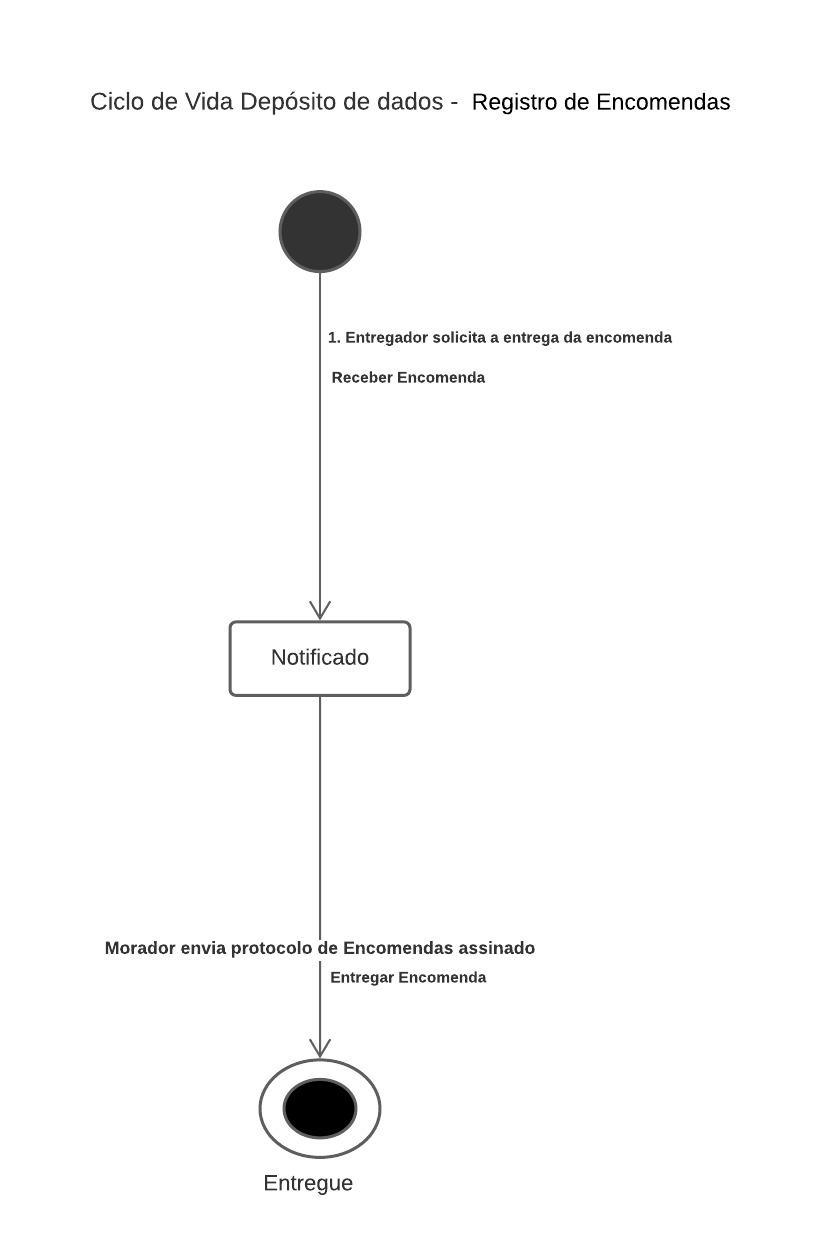 Ciclo de Vida Depósito de dados - Registro de Encomendas
1. Entregador solicita a entrega da encomenda
Receber Encomenda
Notificado
Morador envia protocolo de Encomendas assinado
Entregar Encomenda
Entregue